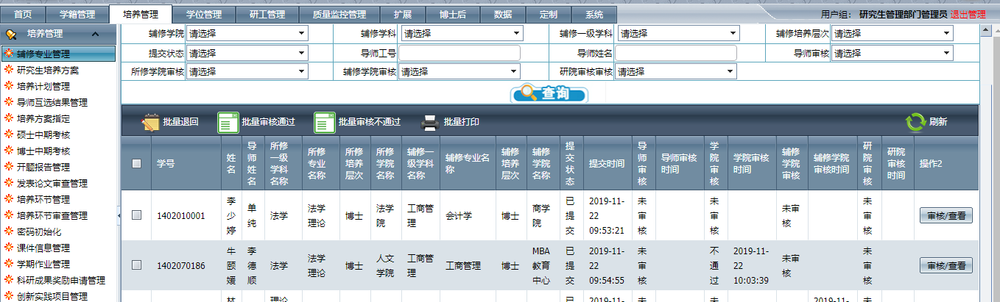 首页 学籍管理 培养管理 学位管理 研工管理 质量监控管理 扩展 博士后 数据 定制 系统
用户组: 研究生管理部门管理员 退出管理
培养管理
辅修专业管理
研究生培养方案
培养计划管理
导师互选结果管理
培养方案指定
硕士中期考核
博士中期考核
开题报告管理
发表论文审查管理
培养环节管理
培养环节审查管理
密码初始化
课件信息管理
学期作业管理
科研成果奖励申请管理
创新实践项目管理
辅修学院 请选择 辅修学科 请选择 辅修一级学科 请选择 辅修培养层次 请选择
提交状态 请选择 导师工号 导师姓名 导师审核 请选择
所修学院审核 请选择 辅修学院审核 请选择 研院审核审核 请选择
查询
批量退回 批量审核通过 批量审核不通过 批量打印 刷新
学号 姓名 导师姓名 所修一级学科名称 所修专业名称 所修培养层次 所修学院名称 辅修一级学科名称 辅修专业名称 辅修培养层次 辅修学院名称 提交状态 提交时间 导师审核 导师审核时间 学院审核 学院审核时间 辅修学院审核 辅修学院审核时间 研院审核 研院审核时间 操作2
1402010001 李少婷 单纯 法学 法学理论 博士 法学院 工商管理 会计学 博士 商学院 已提交 2019-11-22 09:53:21 未审核 未审核 未审核 未审核 审核/查看
1402070186 牛颐媛 李德顺 法学 法学理论 博士 人文学院 工商管理 工商管理 博士 MBA教育中心 已提交 2019-11-22 09:54:55 未审核 不通过 2019-11-22 10:03:39 未审核 未审核 审核/查看
林 理论 已 2019-11- 未 未 2019-11- 未